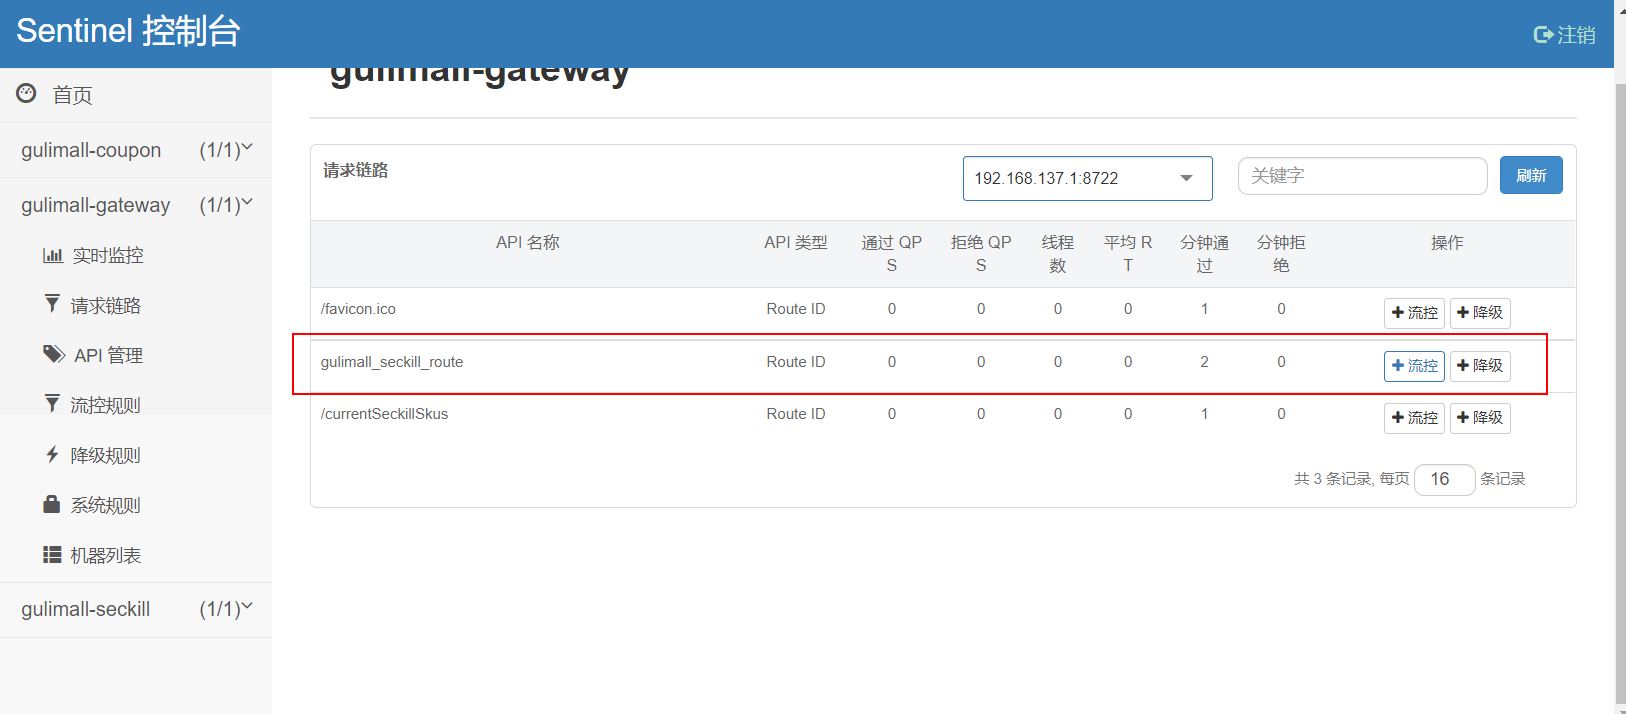 Sentinel 控制台
注销
首页
gulimall-coupon (1/1)
gulimall-gateway (1/1)
实时监控
请求链路
API 管理
流控规则
降级规则
系统规则
机器列表
gulimall-seckill (1/1)
gulimall-gateway
请求链路
192.168.137.1:8722
关键字
刷新
API 名称 API 类型 通过 QP 拒绝 QP 线程 平均 R 分钟通 分钟拒 操作
S S 数 T 过 绝
/favicon.ico Route ID 0 0 0 0 1 0 流控 降级
gulimall_seckill_route Route ID 0 0 0 0 2 0 流控 降级
/currentSeckillSkus Route ID 0 0 0 0 1 0 流控 降级
共 3 条记录, 每页 16 条记录